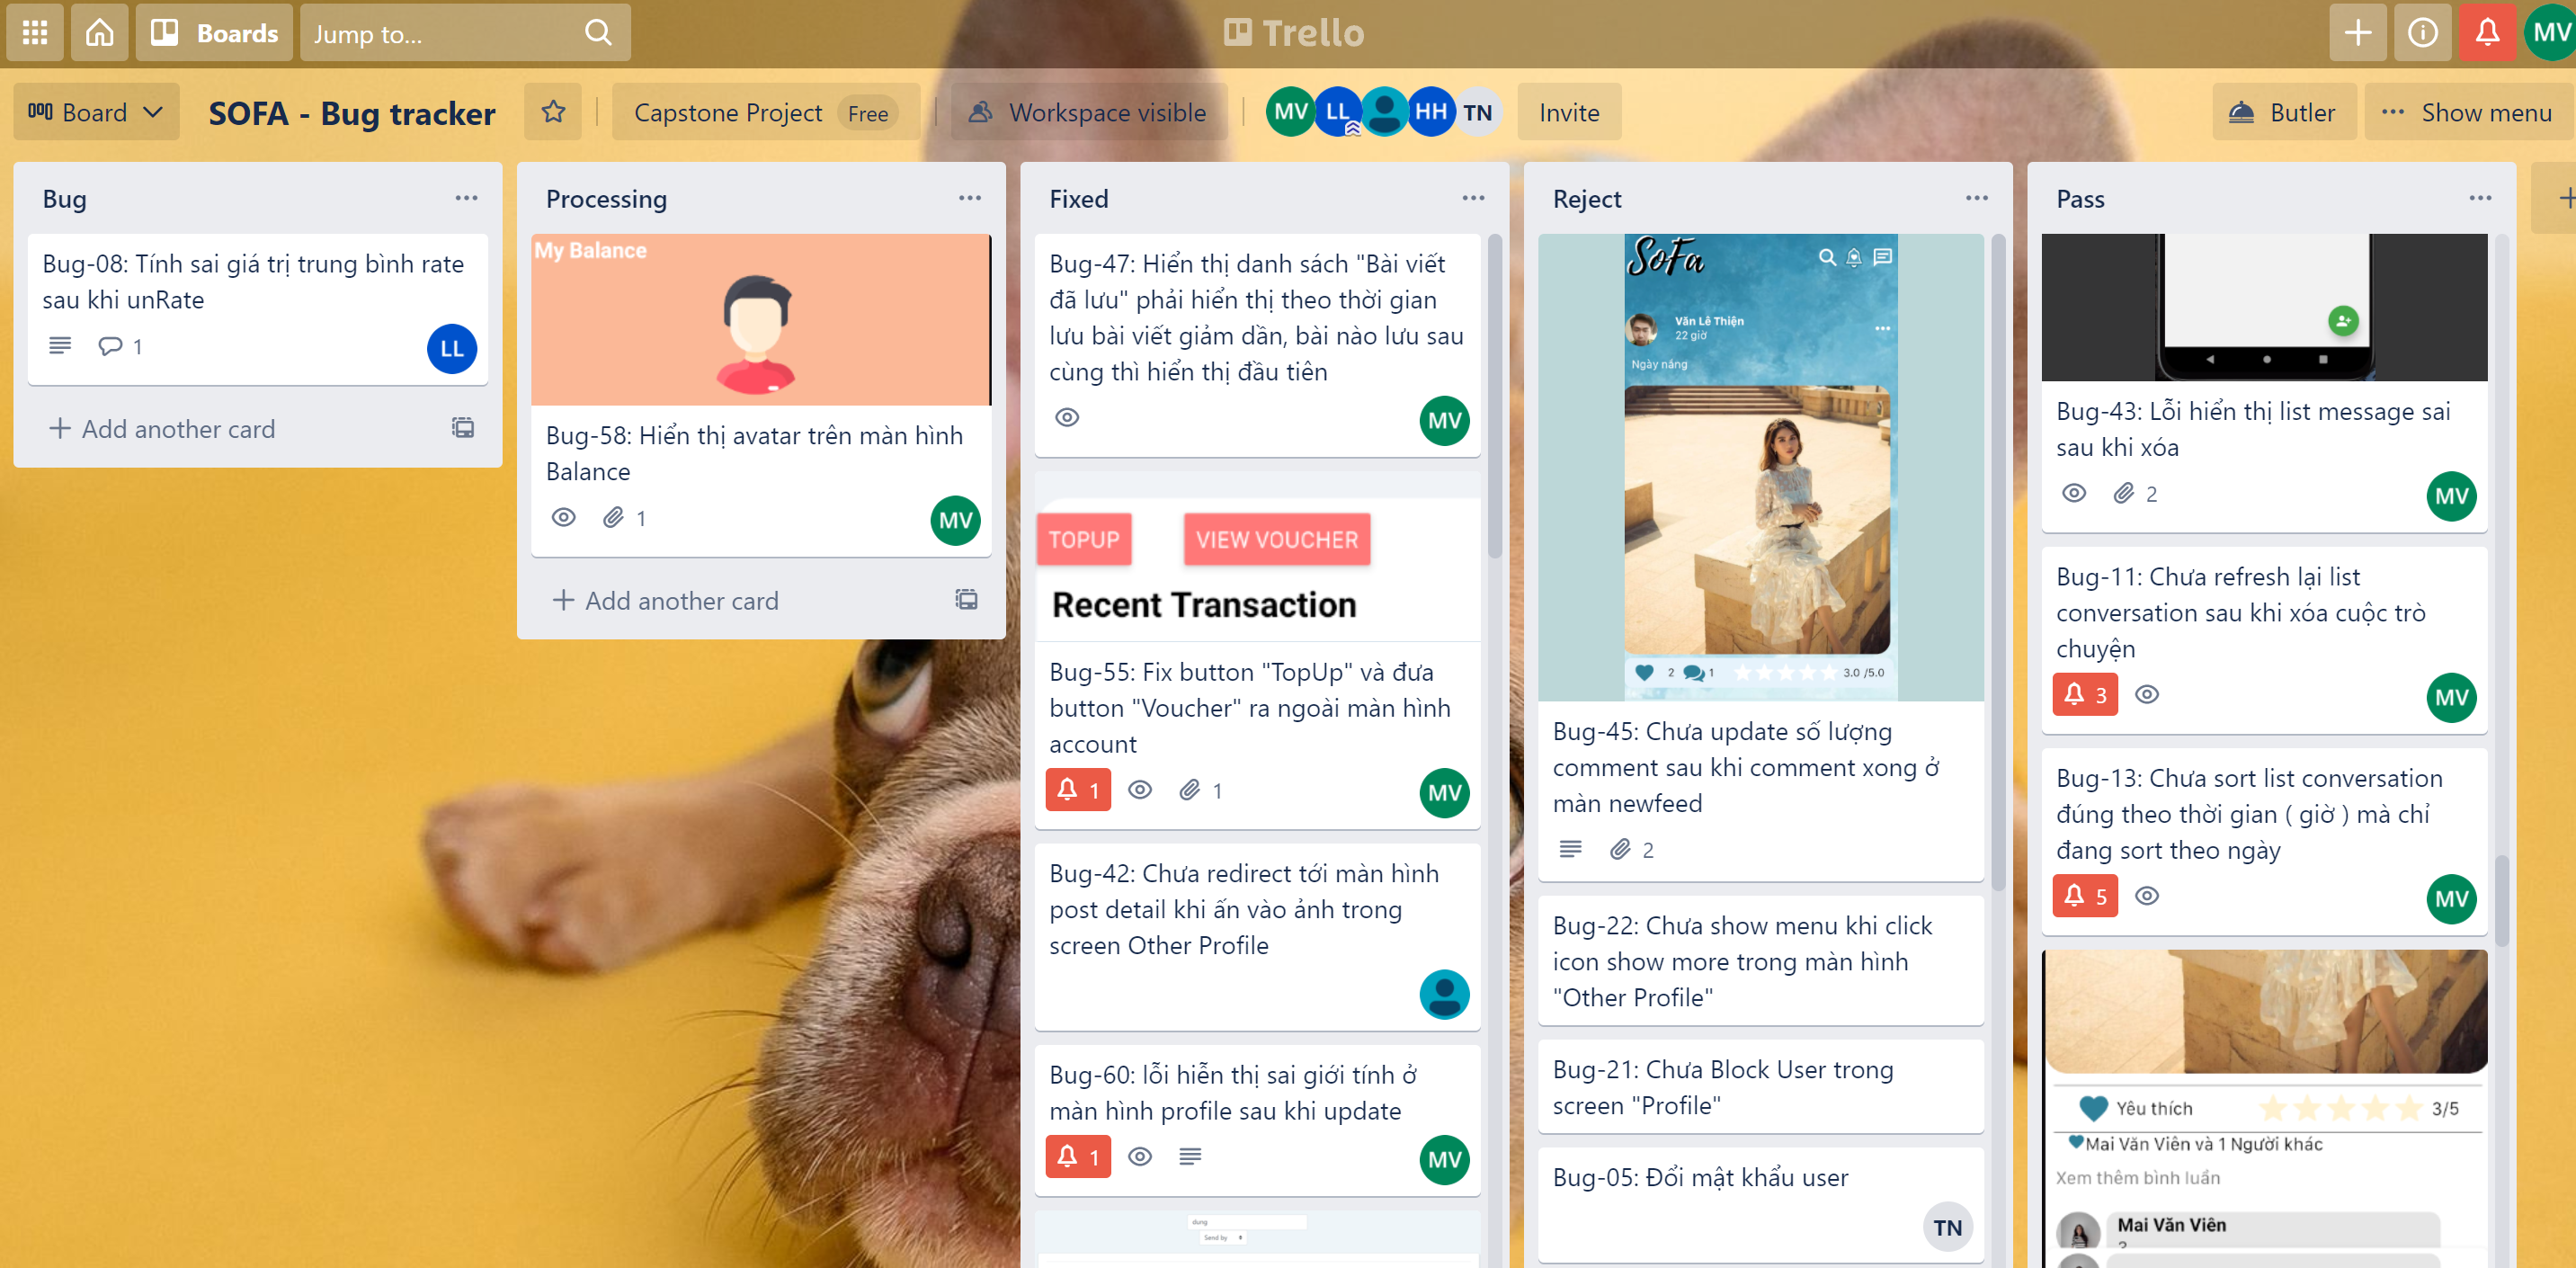 Boards
Jump to...
Trello
MV
Board
SOFA - Bug tracker
Capstone Project Free
Workspace visible
MV LL HH TN
Invite
Butler
Show menu
Bug
Bug-08: Tính sai giá trị trung bình rate
sau khi unRate
1
LL
Add another card
Processing
My Balance
Bug-58: Hiển thị avatar trên màn hình
Balance
1
MV
Add another card
Fixed
Bug-47: Hiển thị danh sách "Bài viết
đã lưu" phải hiển thị theo thời gian
lưu bài viết giảm dần, bài nào lưu sau
cùng thì hiển thị đầu tiên
MV
TOPUP VIEW VOUCHER
Recent Transaction
Bug-55: Fix button "TopUp" và đưa
button "Voucher" ra ngoài màn hình
account
1 1
MV
Bug-42: Chưa redirect tới màn hình
post detail khi ấn vào ảnh trong
screen Other Profile
Bug-60: lỗi hiễn thị sai giới tính ở
màn hình profile sau khi update
1
MV
dung
Send by
Reject
SoFa
Văn Lê Thiện
22 giờ
Ngày nắng
2 1 3.0 /5.0
Bug-45: Chưa update số lượng
comment sau khi comment xong ở
màn newfeed
2
Bug-22: Chưa show menu khi click
icon show more trong màn hình
"Other Profile"
Bug-21: Chưa Block User trong
screen "Profile"
Bug-05: Đổi mật khẩu user
TN
Pass
Bug-43: Lỗi hiển thị list message sai
sau khi xóa
2
MV
Bug-11: Chưa refresh lại list
conversation sau khi xóa cuộc trò
chuyện
3
MV
Bug-13: Chưa sort list conversation
đúng theo thời gian ( giờ ) mà chỉ
đang sort theo ngày
5
MV
Yêu thích 3/5
Mai Văn Viên và 1 Người khác
Xem thêm bình luận
Mai Văn Viên